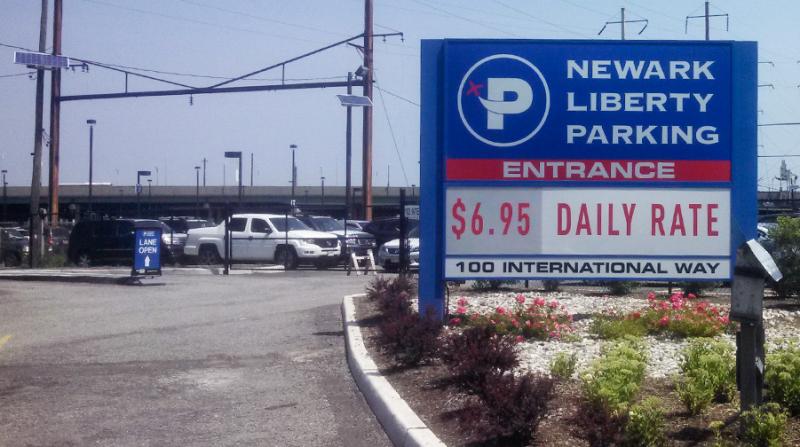 P
NEWARK
LIBERTY
PARKING
ENTRANCE
$6.95 DAILY RATE
100 INTERNATIONAL WAY
LANE
OPEN